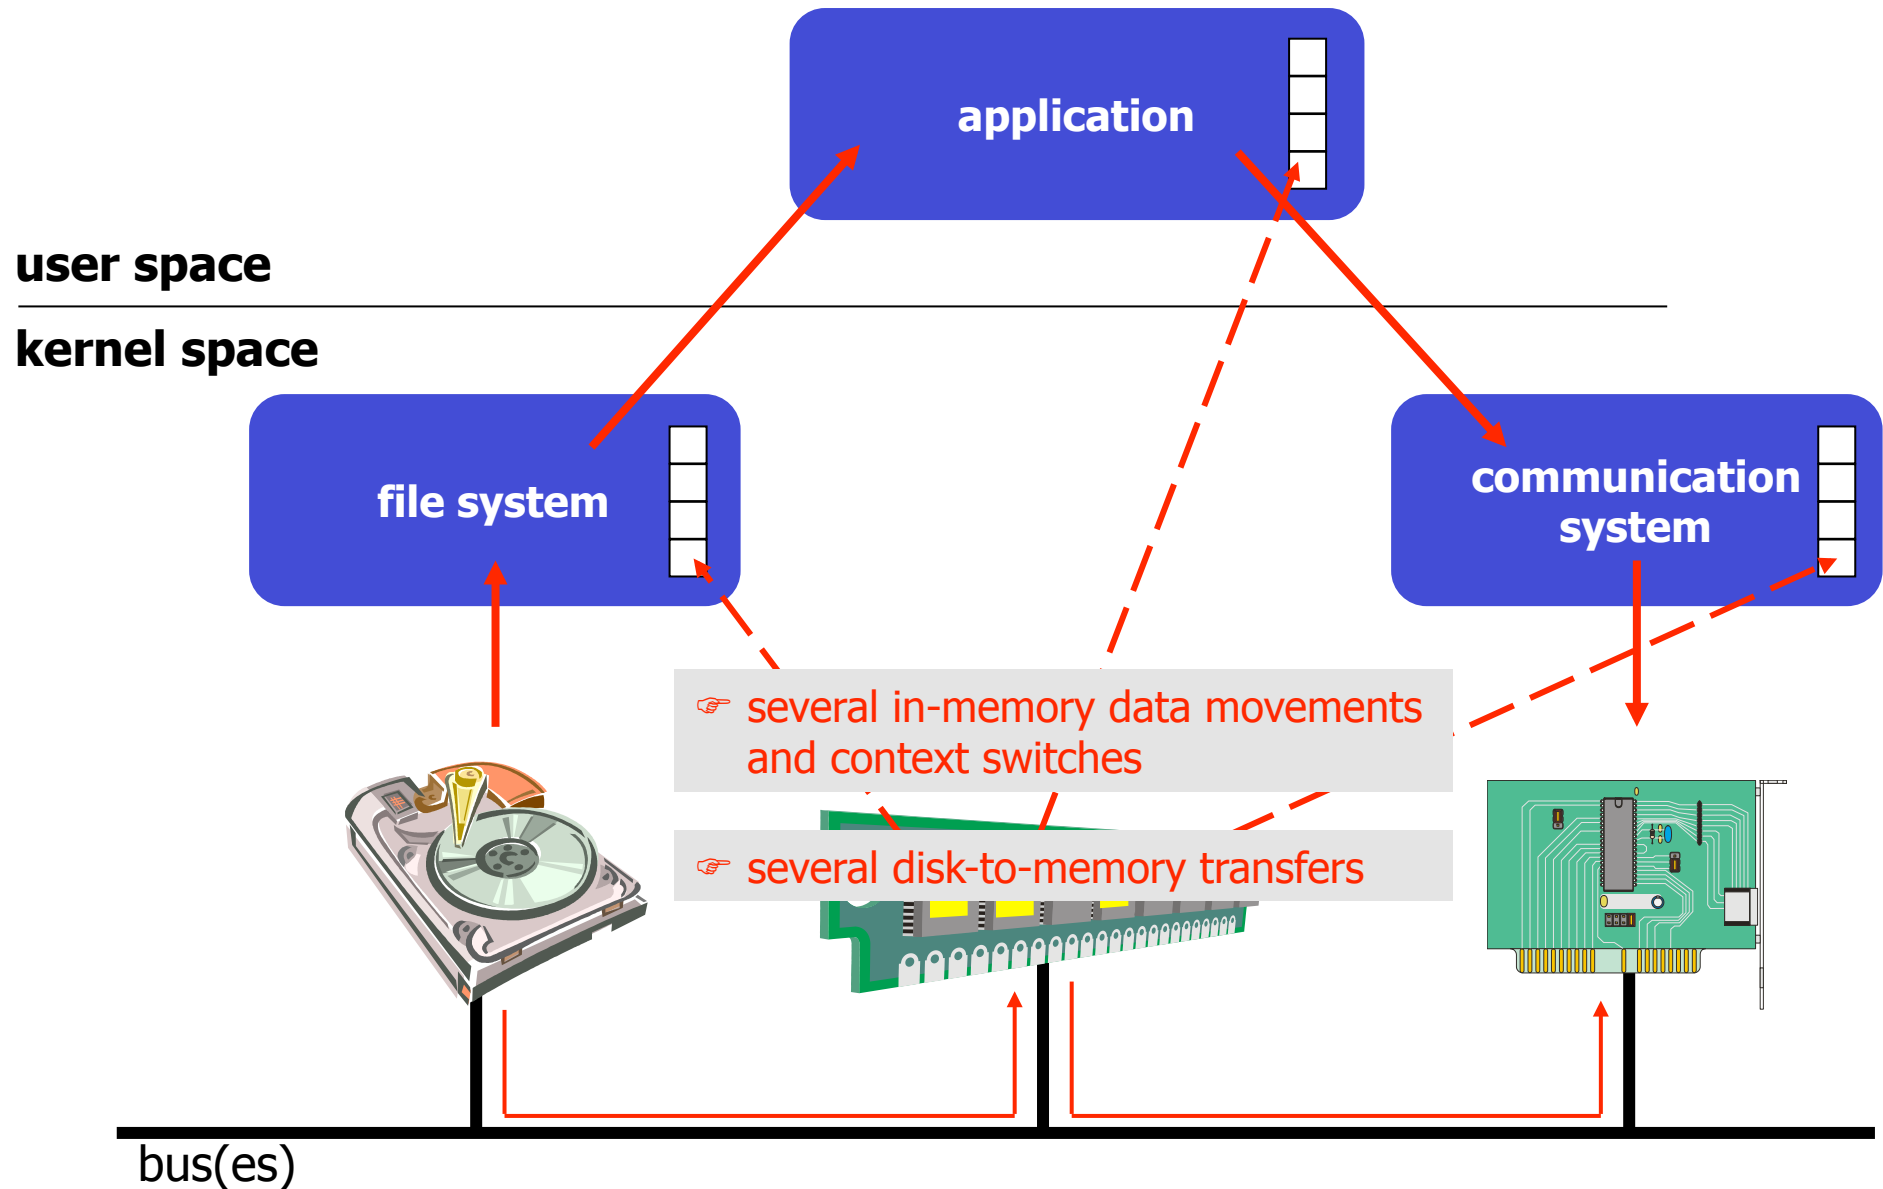 application
user space
kernel space
file system
communication
system
☞ several in-memory data movements
and context switches
☞ several disk-to-memory transfers
bus(es)